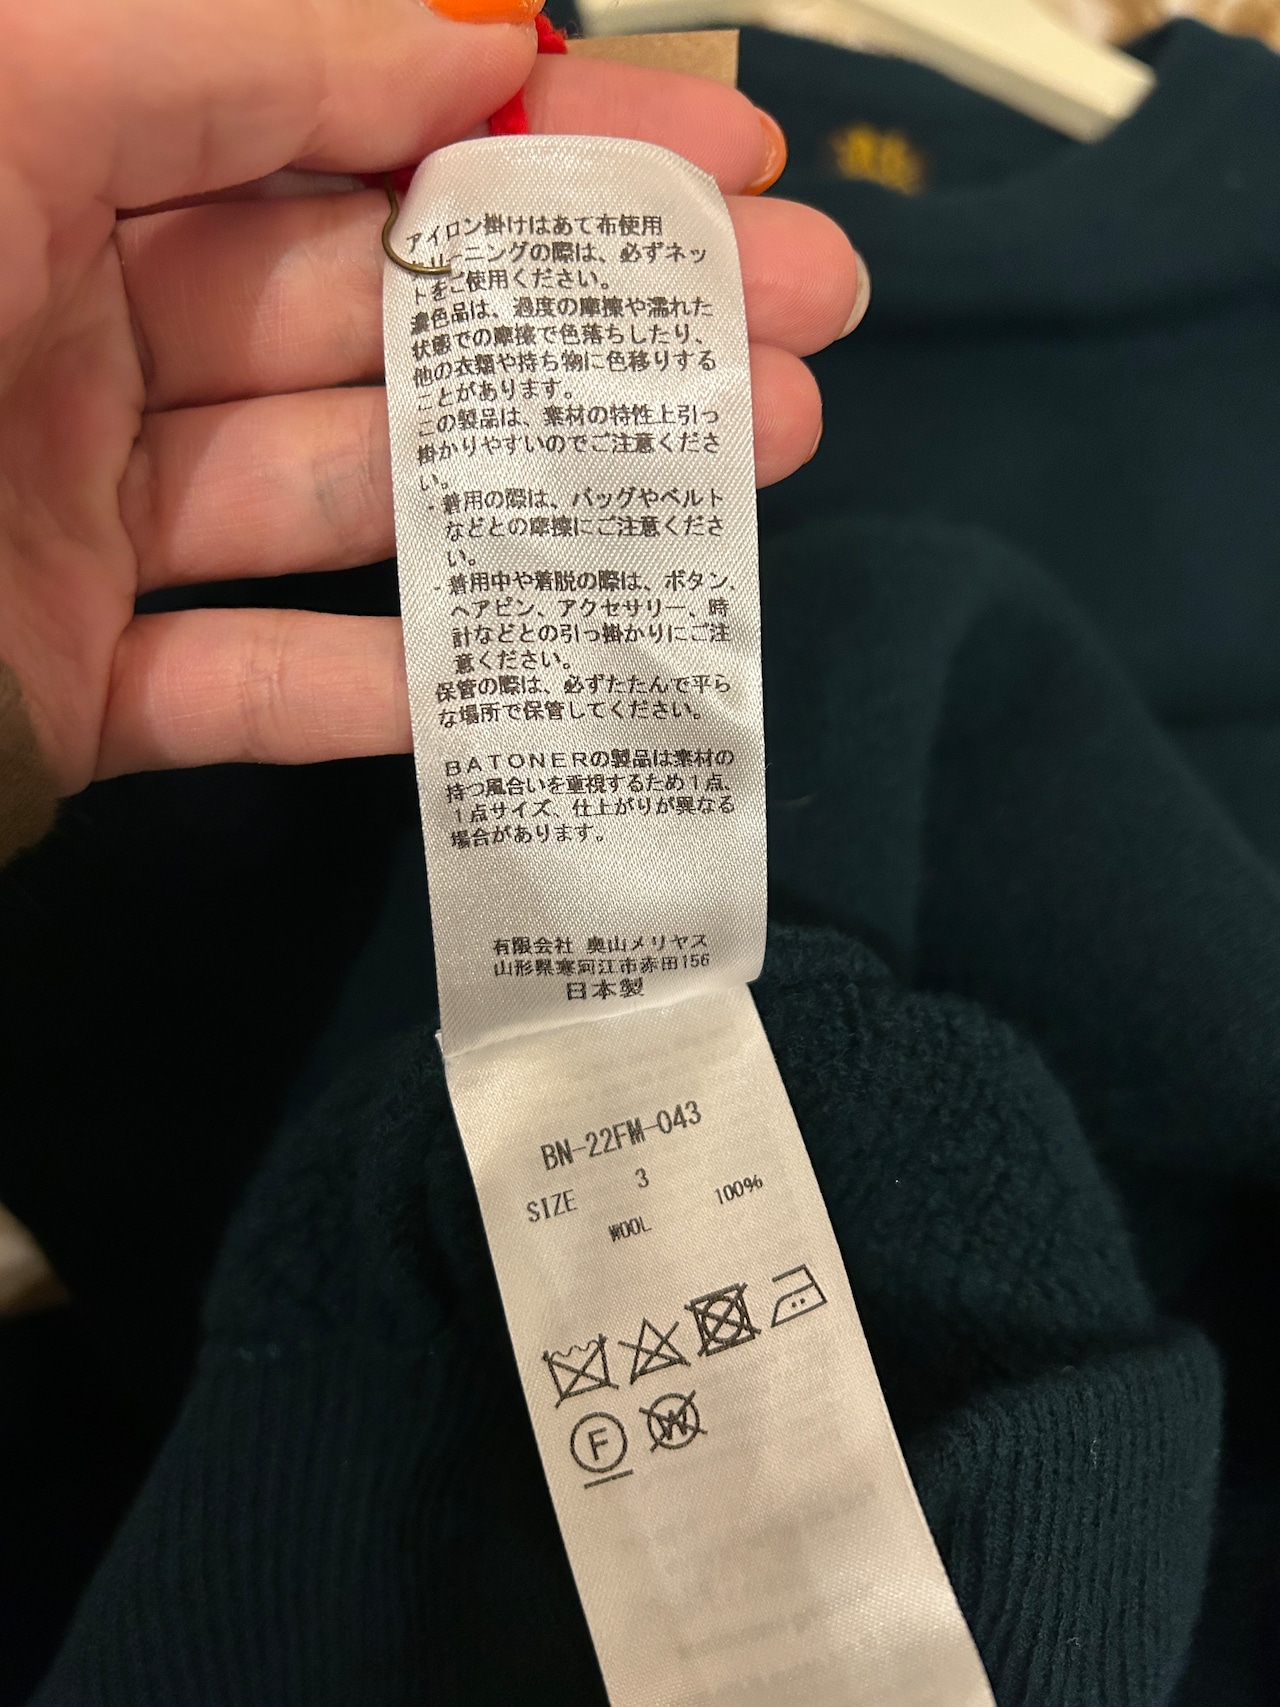 アイロン掛けはあて布使用
リーニングの際は、必ずネッ
トをご使用ください。
濃色品は、過度の摩擦や濡れた
状態での摩擦で色落ちしたり、
他の衣類や持ち物に色移りする
ことがあります。
この製品は、素材の特性上引っ
掛かりやすいのでご注意くださ
い。
- 着用の際は、バッグやベルト
などとの摩擦にご注意くださ
い。
- 着用中や着脱の際は、ボタン、
ヘアピン、アクセサリー、時
計などとの引っ掛かりにご注
意ください。
保管の際は、必ずたたんで平ら
な場所で保管してください。
BATONERの製品は素材の
持つ風合いを重視するため1点、
1点サイズ、仕上がりが異なる
場合があります。
有限会社 奥山メリヤス
山形県寒河江市赤田156
日本製
BN-22FM-043
SIZE 3
WOOL 100%
F
W